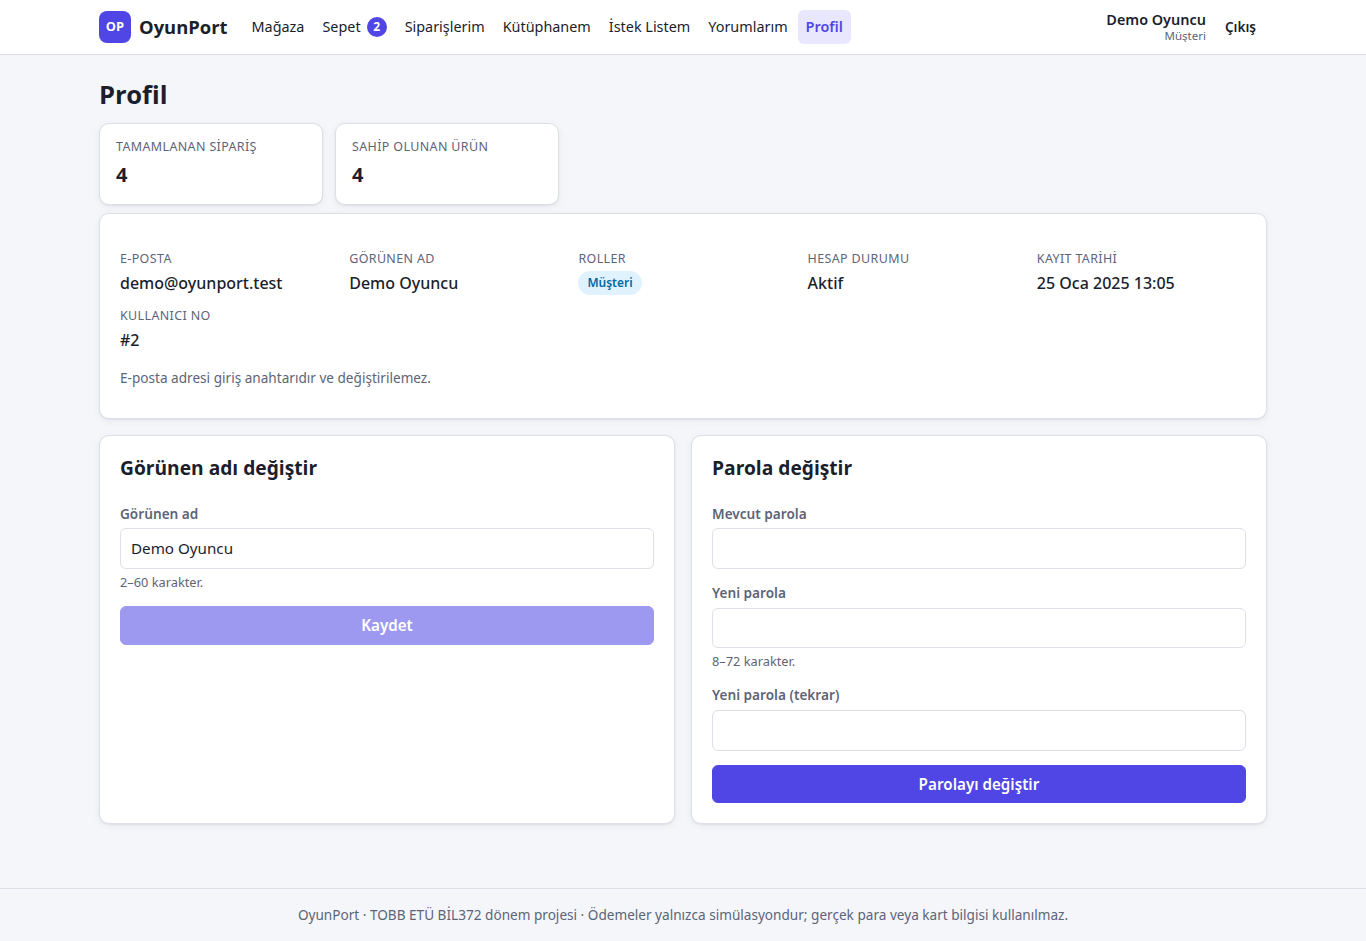 OP OyunPort Mağaza Sepet 2 Siparişlerim Kütüphanem İstek Listem Yorumlarım Profil Demo Oyuncu Müşteri Çıkış
Profil
TAMAMLANAN SİPARİŞ
4
SAHİP OLUNAN ÜRÜN
4
E-POSTA
demo@oyunport.test
GÖRÜNEN AD
Demo Oyuncu
ROLLER
Müşteri
HESAP DURUMU
Aktif
KAYIT TARİHİ
25 Oca 2025 13:05
KULLANICI NO
#2
E-posta adresi giriş anahtarıdır ve değiştirilemez.
Görünen adı değiştir
Görünen ad
Demo Oyuncu
2–60 karakter.
Kaydet
Parola değiştir
Mevcut parola
Yeni parola
8–72 karakter.
Yeni parola (tekrar)
Parolayı değiştir
OyunPort · TOBB ETÜ BİL372 dönem projesi · Ödemeler yalnızca simülasyondur; gerçek para veya kart bilgisi kullanılmaz.